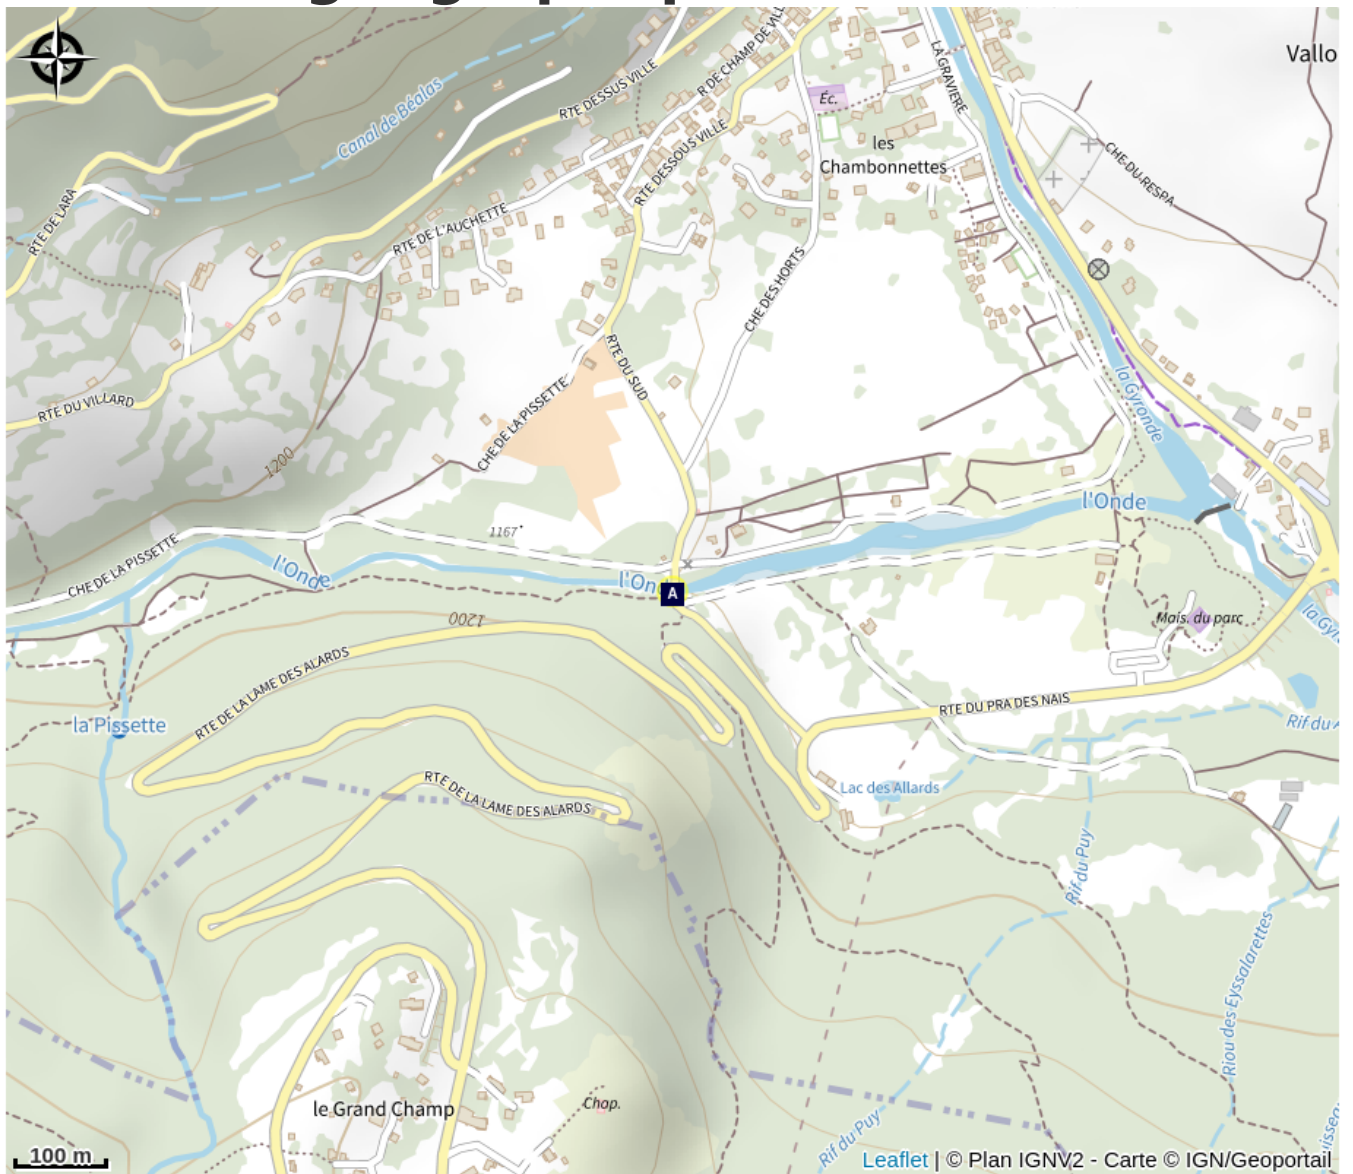 Vallo
Canal de Béalas
RTE DESSUS VILLE
R DE CHAMP DE VILL
LA GRAVIERE
Éc.
les
Chambonnettes
CHE DU RESPA
RTE DESSOUS VILLE
RTE DE LARA
RTE DE L'AUCHETTE
CHE DES HORTS
RTE DU SUD
la Gyronde
RTE DU VILLARD
CHE DE LA PISSETTE
1200
l'Onde
1167
CHE DE LA PISSETTE
l'Onde
l'On
A
1200
Mais. du parc
la Gyr
RTE DE LA LAME DES ALARDS
RTE DU PRA DES NAIS
Rif du A
la Pissette
RTE DE LA LAME DES ALARDS
Lac des Allards
Rif du Puy
Riou des Eyssalarettes
le Grand Champ
Chap.
Rif du Puy
100 m
Leaflet | © Plan IGNV2 - Carte © IGN/Geoportail